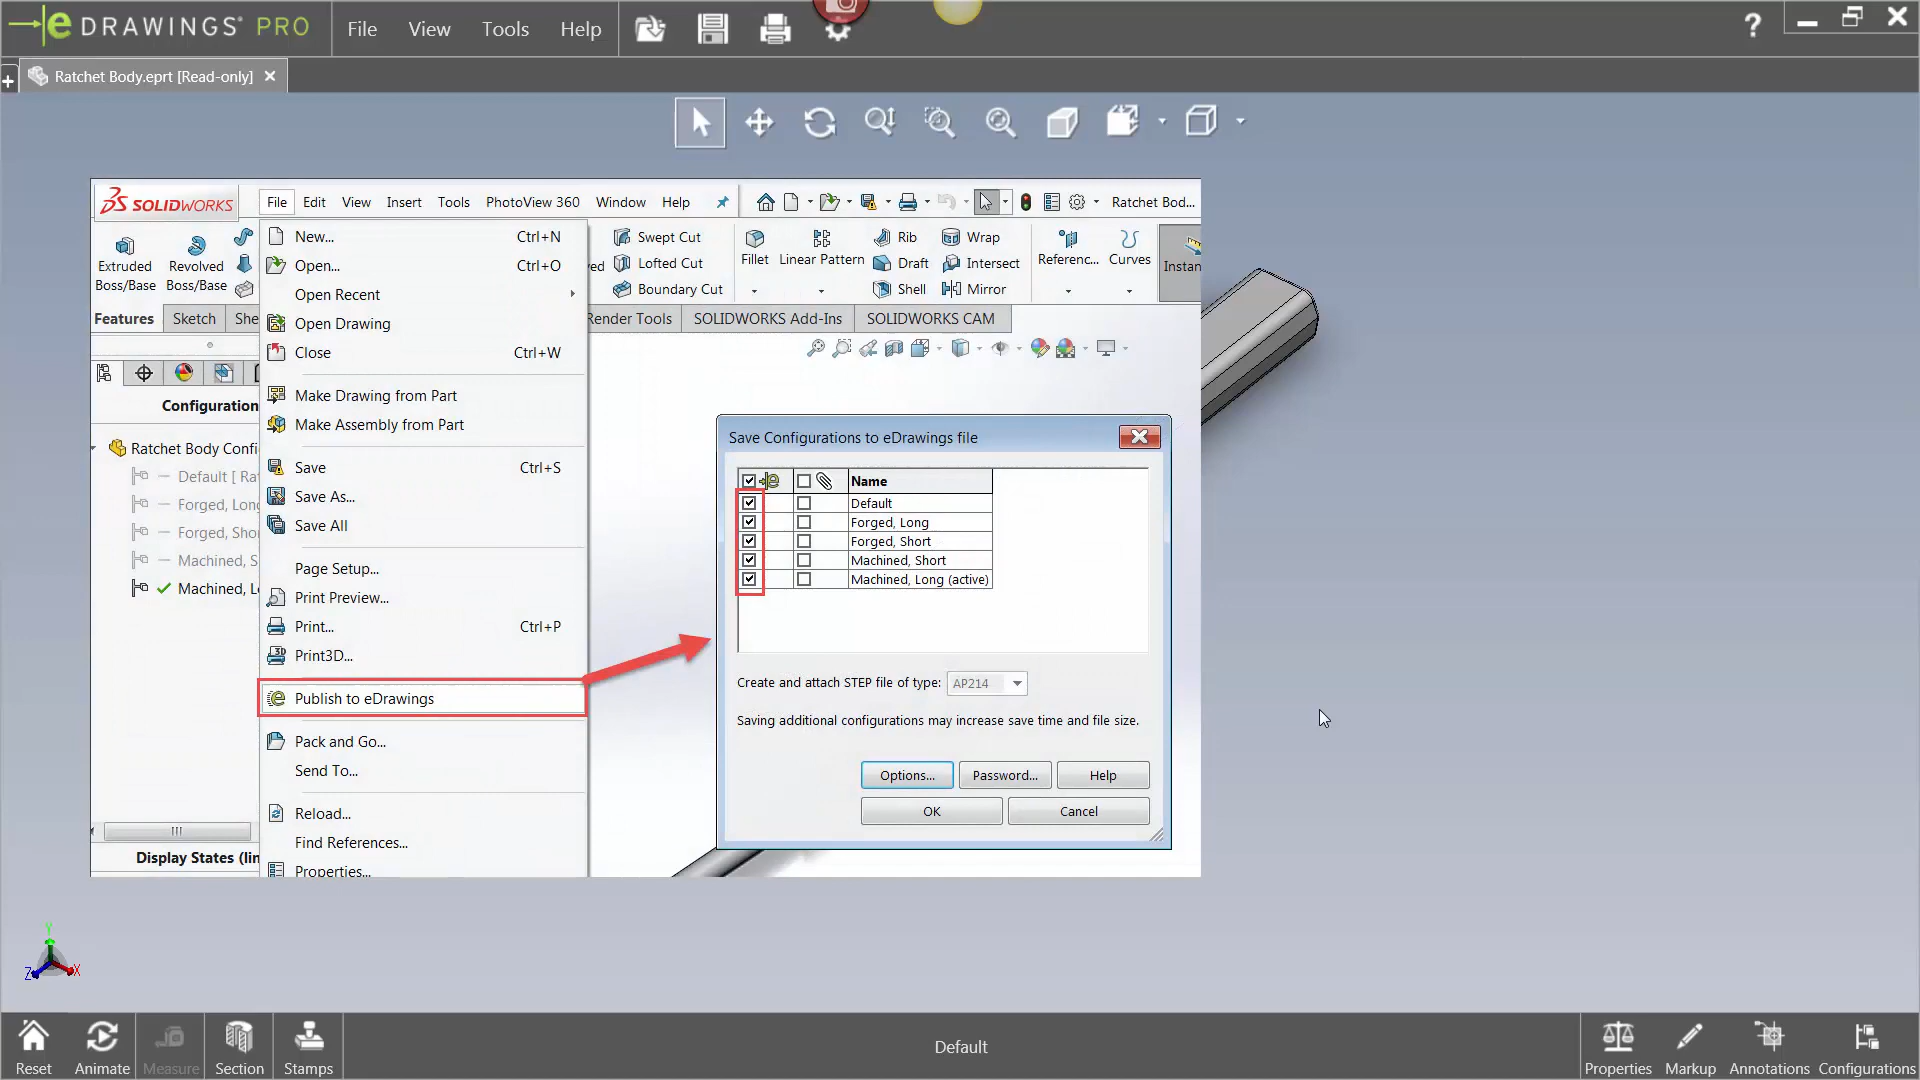 eDRAWINGS® PRO
File View Tools Help
?
+ Ratchet Body.eprt [Read-only] ×
SOLIDWORKS
File Edit View Insert Tools PhotoView 360 Window Help
Ratchet Bod...
Extruded Boss/Base
Revolved Boss/Base
Swept Cut
Lofted Cut
Boundary Cut
Fillet
Linear Pattern
Rib
Draft
Shell
Wrap
Intersect
Mirror
Referenc...
Curves
Instan
Features Sketch She
Render Tools SOLIDWORKS Add-Ins SOLIDWORKS CAM
Configuration
Ratchet Body Confi
Default [ Rat
Forged, Long
Forged, Sho
Machined, S
Machined, Lo
Display States (lin
New... Ctrl+N
Open... Ctrl+O
Open Recent
Open Drawing
Close Ctrl+W
Make Drawing from Part
Make Assembly from Part
Save Ctrl+S
Save As...
Save All
Page Setup...
Print Preview...
Print... Ctrl+P
Print3D...
Publish to eDrawings
Pack and Go...
Send To...
Reload...
Find References...
Properties...
Save Configurations to eDrawings file
Name
Default
Forged, Long
Forged, Short
Machined, Short
Machined, Long (active)
Create and attach STEP file of type: AP214
Saving additional configurations may increase save time and file size.
Options... Password... Help
OK Cancel
Y
Z X
Reset Animate Measure Section Stamps
Default
Properties Markup Annotations Configurations